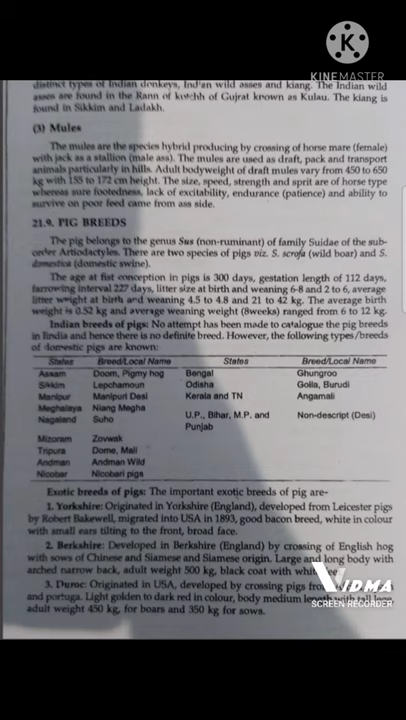 KINEMASTER
distinct types of Indian donkeys, Indian wild asses and kiang. The Indian wild
asses are found in the Rann of kutchh of Gujrat known as Kulau. The kiang is
found in Sikkim and Ladakh.
(3) Mules
The mules are the species hybrid producing by crossing of horse mare (female)
with jack as a stallion (male ass). The mules are used as draft, pack and transport
animals particularly in hills. Adult bodyweight of draft mules vary from 450 to 650
kg with 155 to 172 cm height. The size, speed, strength and sprit are of horse type
whereas sure footedness, lack of excitability, endurance (patience) and ability to
survive on poor feed came from ass side.
21.9. PIG BREEDS
The pig belongs to the genus Sus (non-ruminant) of family Suidae of the sub-
order Artiodactyles. There are two species of pigs viz. S. scrofa (wild boar) and S.
domestica (domestic swine).
The age at fist conception in pigs is 300 days, gestation length of 112 days,
farrowing interval 227 days, litter size at birth and weaning 6-8 and 2 to 6, average
litter weight at birth and weaning 4.5 to 4.8 and 21 to 42 kg. The average birth
weight is 0.52 kg and average weaning weight (8weeks) ranged from 6 to 12 kg.
Indian breeds of pigs: No attempt has been made to catalogue the pig breeds
in Iindia and hence there is no definite breed. However, the following types/breeds
of domestic pigs are known:
States Breed/Local Name States Breed/Local Name
Assam Doom, Pigmy hog Bengal Ghungroo
Sikkim Lepchamoun Odisha Golla, Burudi
Manipur Manipuri Desi Kerala and TN Angamali
Meghalaya Niang Megha
Nagaland Suho U.P., Bihar, M.P. and Non-descript (Desi)
Punjab
Mizoram Zovwak
Tripura Dome, Mali
Andman Andman Wild
Nicobar Nicobari pigs
Exotic breeds of pigs: The important exotic breeds of pig are-
1. Yorkshire: Originated in Yorkshire (England), developed from Leicester pigs
by Robert Bakewell, migrated into USA in 1893, good bacon breed, white in colour
with small ears tilting to the front, broad face.
2. Berkshire: Developed in Berkshire (England) by crossing of English hog
with sows of Chinese and Siamese and Siamese origin. Large and long body with
arched narrow back, adult weight 500 kg, black coat with white
3. Duroc: Originated in USA, developed by crossing pigs from
and portuga. Light golden to dark red in colour, body medium length with tall legs,
adult weight 450 kg, for boars and 350 kg for sows.
VIDMA
SCREEN RECORDER